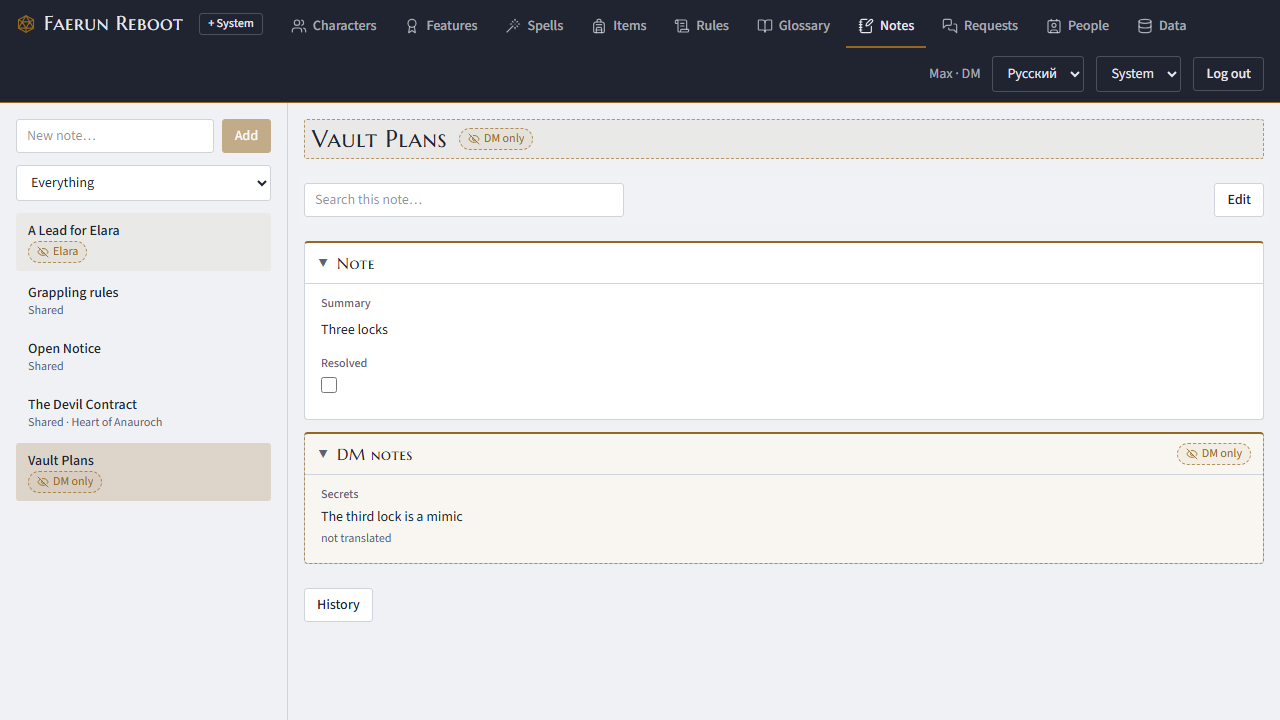 Faerun Reboot
+ System
Characters
Features
Spells
Items
Rules
Glossary
Notes
Requests
People
Data
Max · DM
Русский
System
Log out
New note…
Add
Everything
A Lead for Elara
Elara
Grappling rules
Shared
Open Notice
Shared
The Devil Contract
Shared · Heart of Anauroch
Vault Plans
DM only
Vault Plans
DM only
Search this note…
Edit
Note
Summary
Three locks
Resolved
DM notes
DM only
Secrets
The third lock is a mimic
not translated
History